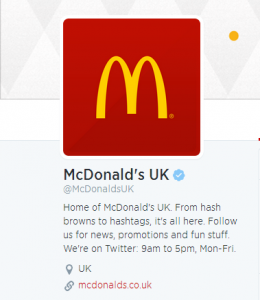 McDonald's UK
@McDonaldsUK
Home of McDonald's UK. From hash
browns to hashtags, it's all here. Follow
us for news, promotions and fun stuff.
We're on Twitter: 9am to 5pm, Mon-Fri.
UK
mcdonalds.co.uk